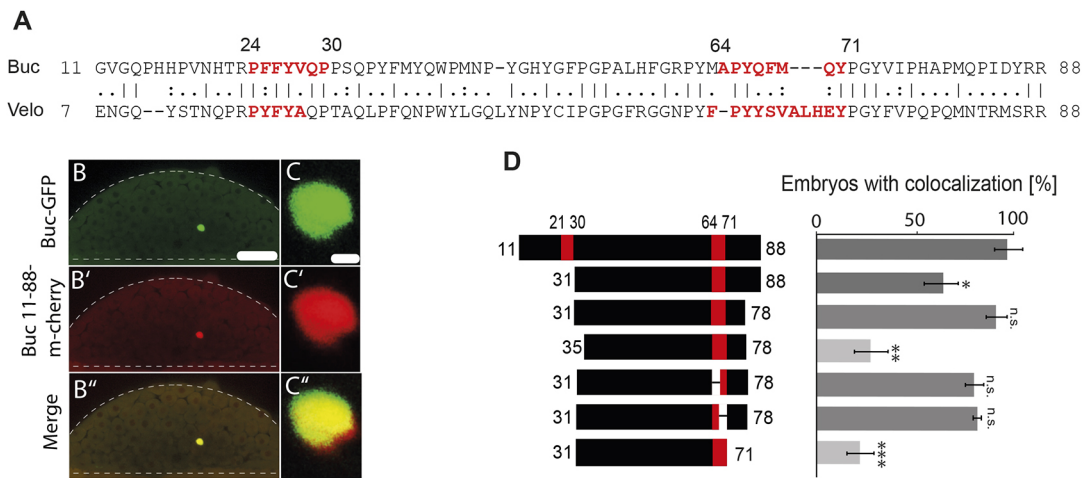 A
24 30 64 71
Buc 11 GVGQPHHPVNHTRPFFYVQPPSQPYFMYQWPMNP-YGHYGFPGPALHFGRPYMAPYQFM---QYPGYVIPHAPMQPIDYRR 88
Velo 7 ENGQ--YSTNQPRPYFYAQPTAQLPFQNPWYLGQLYNPYCIPGPGFRGGNPYF-PYYSVALHEYPGYFVPQPQMNTRMSRR 88
B
C
Buc-GFP
B'
C'
Buc 11-88-
m-cherry
B"
C"
Merge
D
Embryos with colocalization [%]
0 50 100
21 30 64 71
11 88
31 88 *
31 78 n.s.
35 78 **
31 78 n.s.
31 78 n.s.
31 71 ***